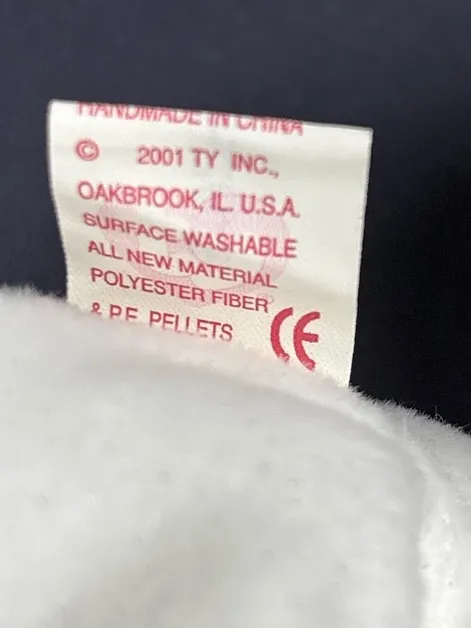 HANDMADE IN CHINA
© 2001 TY INC.,
OAKBROOK, IL. U.S.A.
SURFACE WASHABLE
ALL NEW MATERIAL
POLYESTER FIBER
& P.E. PELLETS
CE